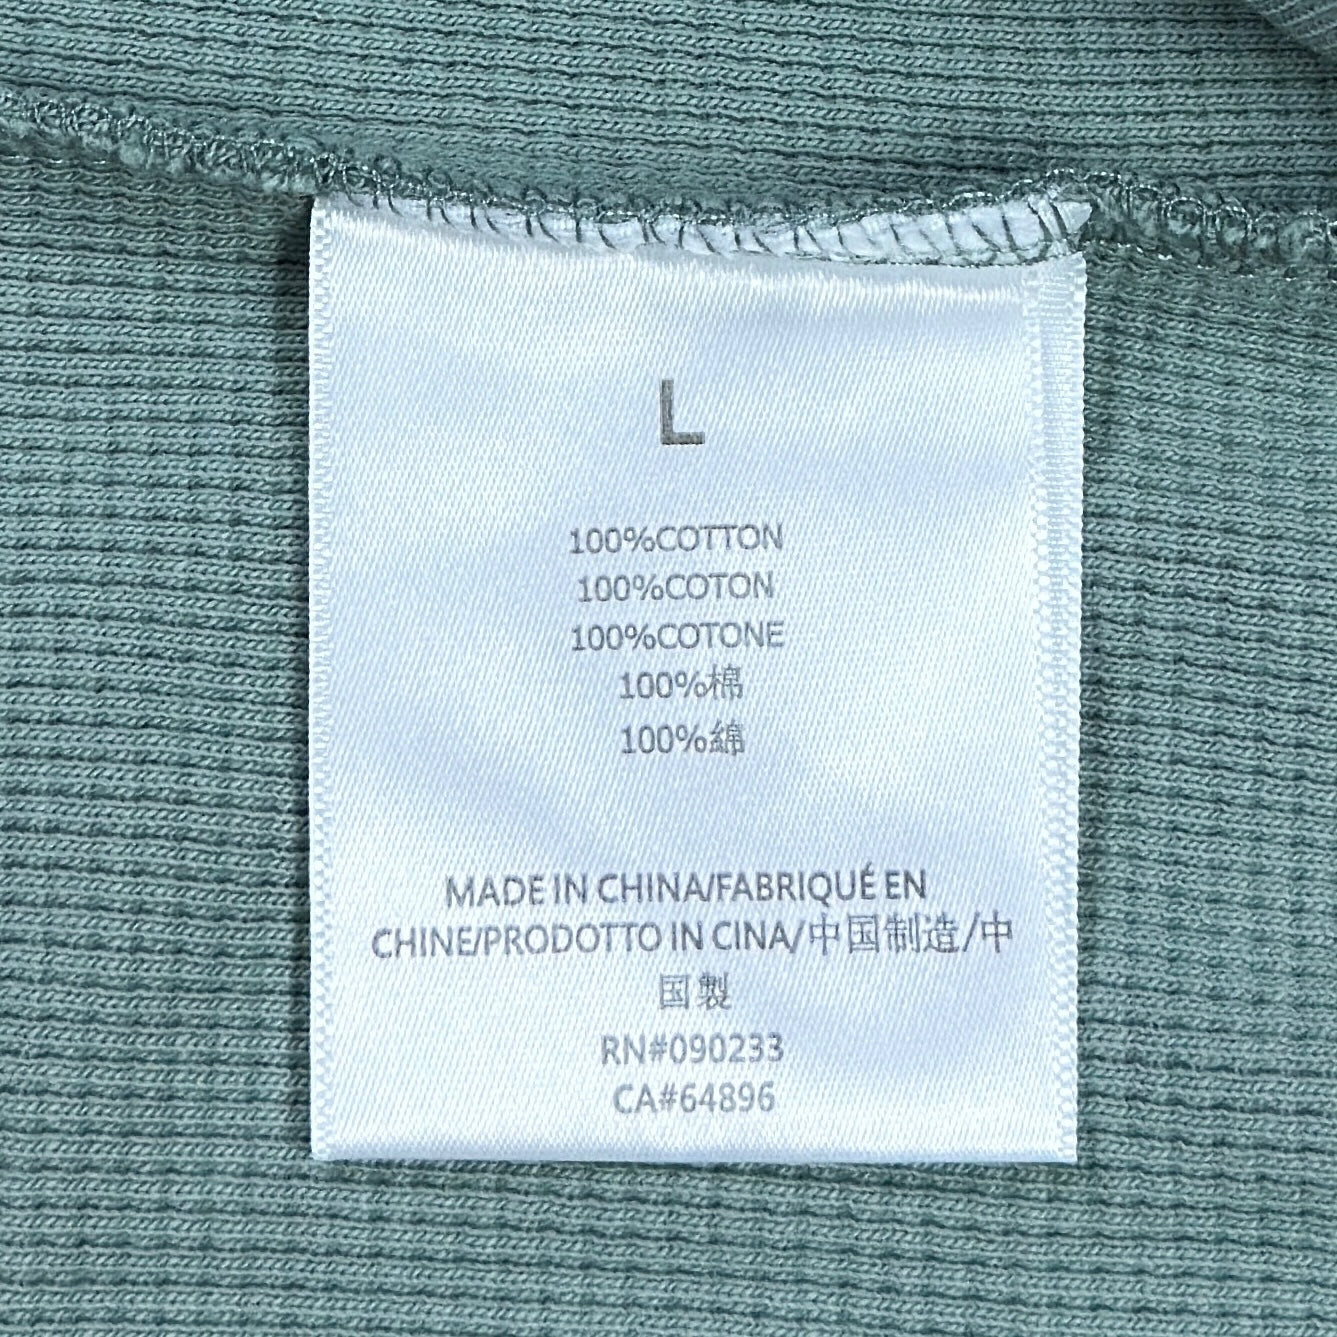 L
100%COTTON
100%COTON
100%COTONE
100%棉
100%綿
MADE IN CHINA/FABRIQUÉ EN
CHINE/PRODOTTO IN CINA/中国制造/中
国製
RN#090233
CA#64896